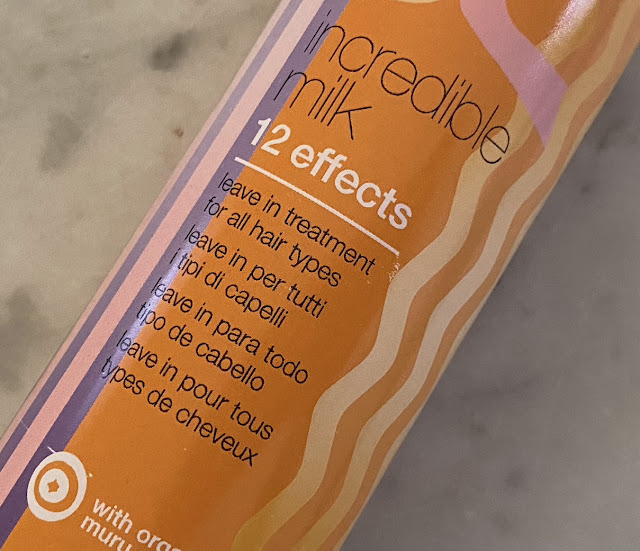 incredible
milk
12 effects
leave in treatment
for all hair types
leave in per tutti
i tipi di capelli
leave in para todo
tipo de cabello
leave in pour tous
types de cheveux
with